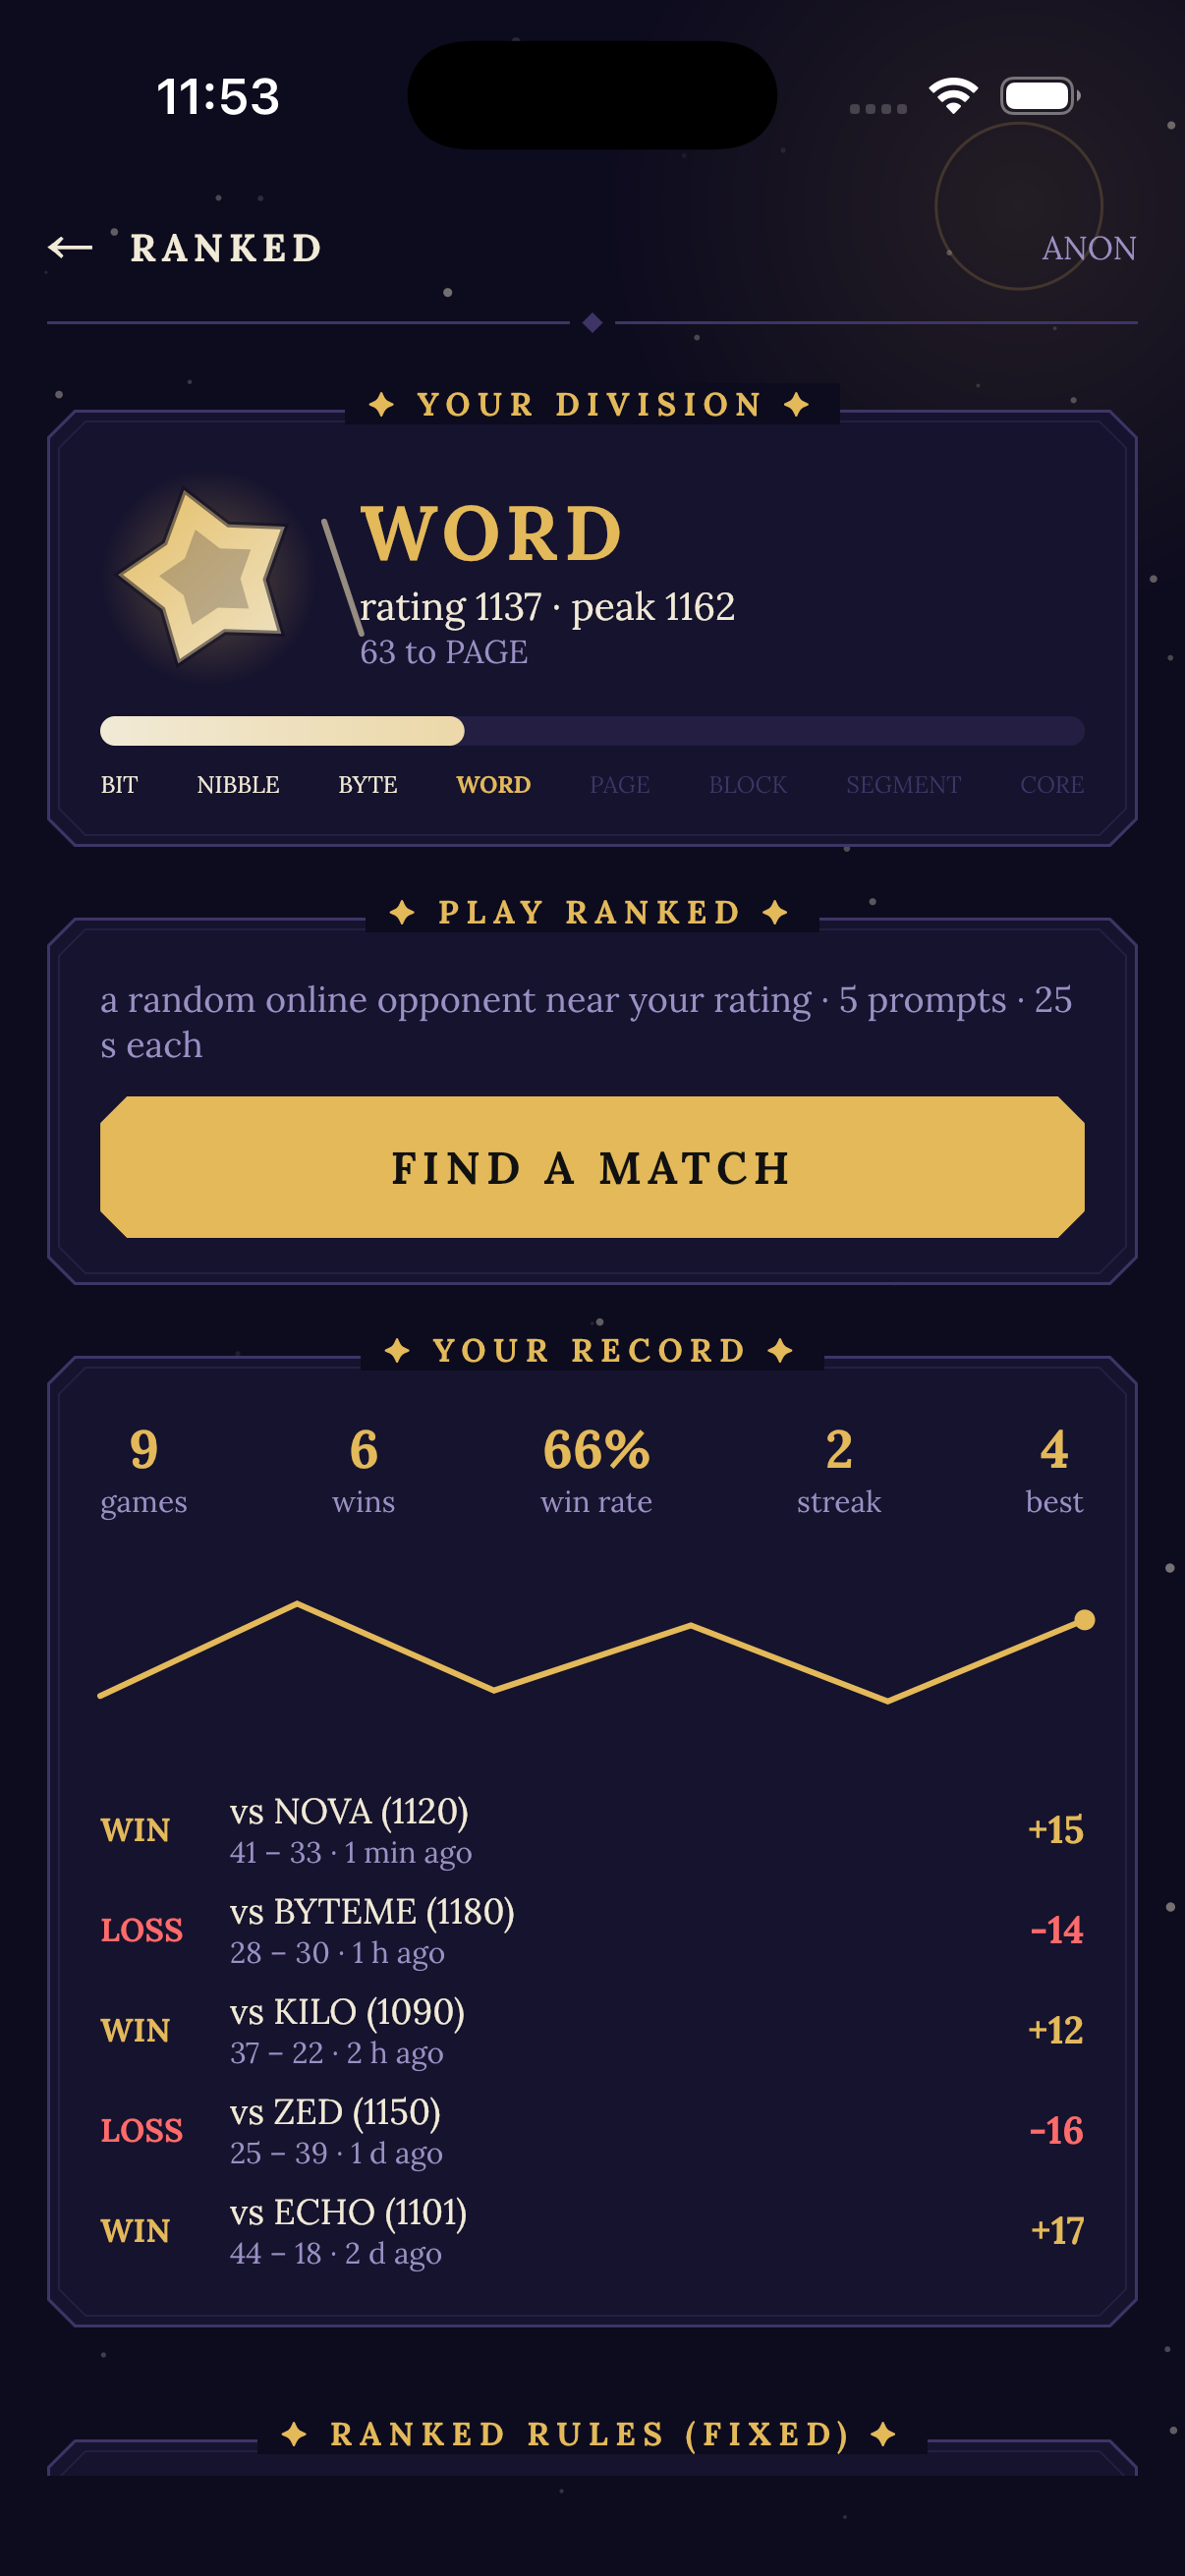 11:53
← RANKED
ANON
✦ YOUR DIVISION ✦
WORD
rating 1137 · peak 1162
63 to PAGE
BIT NIBBLE BYTE WORD PAGE BLOCK SEGMENT CORE
✦ PLAY RANKED ✦
a random online opponent near your rating · 5 prompts · 25
s each
FIND A MATCH
✦ YOUR RECORD ✦
9 6 66% 2 4
games wins win rate streak best
WIN vs NOVA (1120) +15
41 – 33 · 1 min ago
LOSS vs BYTEME (1180) -14
28 – 30 · 1 h ago
WIN vs KILO (1090) +12
37 – 22 · 2 h ago
LOSS vs ZED (1150) -16
25 – 39 · 1 d ago
WIN vs ECHO (1101) +17
44 – 18 · 2 d ago
✦ RANKED RULES (FIXED) ✦